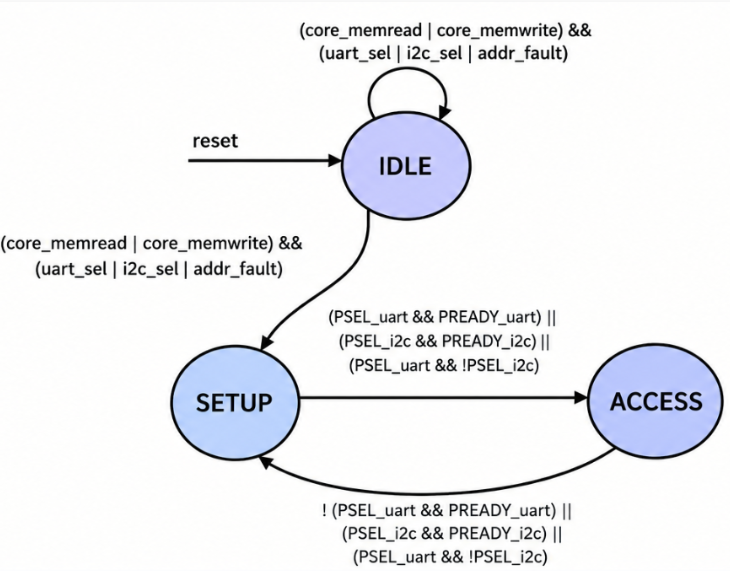 (core_memread | core_memwrite) &&
(uart_sel | i2c_sel | addr_fault)
reset
IDLE
(core_memread | core_memwrite) &&
(uart_sel | i2c_sel | addr_fault)
(PSEL_uart && PREADY_uart) ||
(PSEL_i2c && PREADY_i2c) ||
(PSEL_uart && !PSEL_i2c)
SETUP
ACCESS
! (PSEL_uart && PREADY_uart) ||
(PSEL_i2c && PREADY_i2c) ||
(PSEL_uart && !PSEL_i2c)